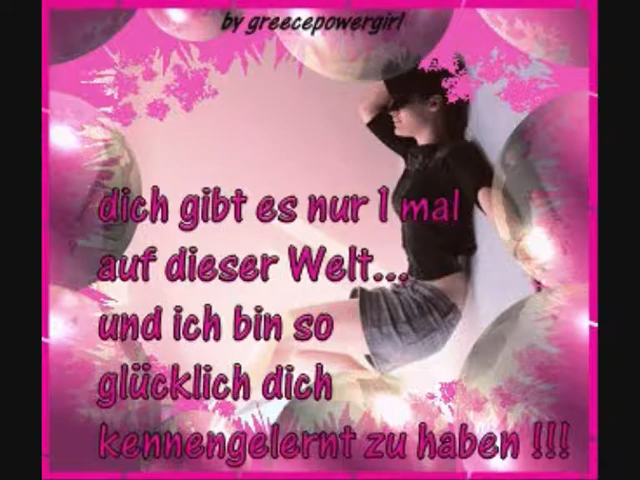 by greecepowergirl
dich gibt es nur 1 mal
auf dieser Welt...
und ich bin so
glücklich dich
kennengelernt zu haben !!!